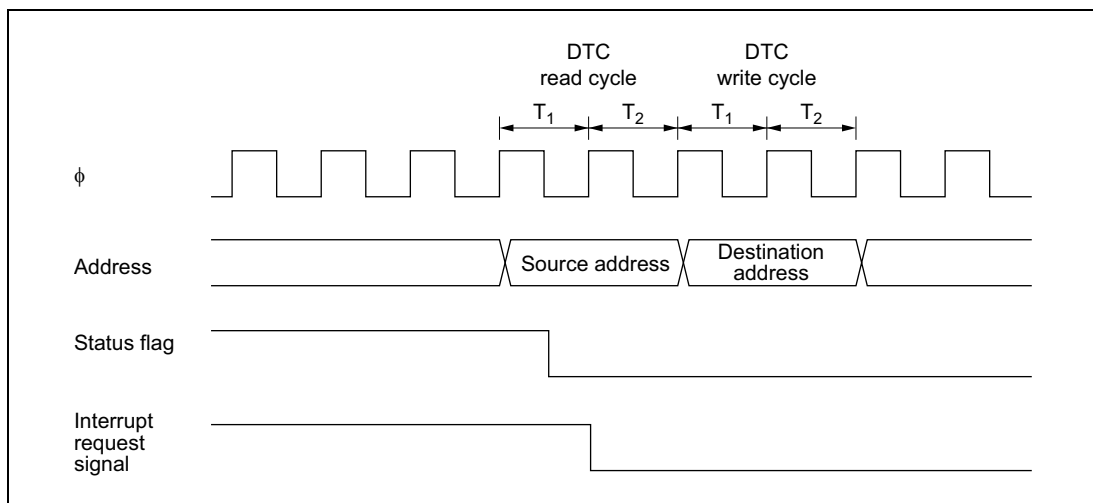 DTC
read cycle
DTC
write cycle
T1
T2
T1
T2
ϕ
Address
Source address
Destination
address
Status flag
Interrupt
request
signal